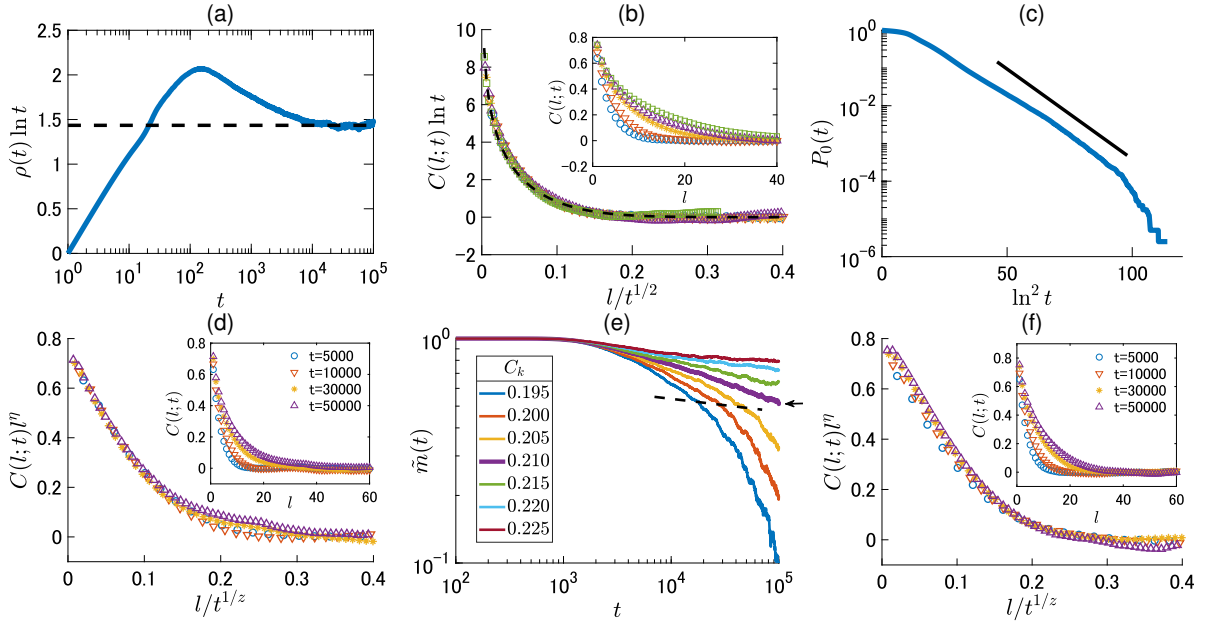 (a)
2.5
2
1.5
1
0.5
0
10^0 10^1 10^2 10^3 10^4 10^5
t
ρ(t) ln t
(b)
10
8
6
4
2
0
-2
0 0.1 0.2 0.3 0.4
l/t^{1/2}
C(l; t) ln t
0.8
0.6
0.4
0.2
0
-0.2
0 20 40
l
C(l; t)
(c)
10^0
10^{-2}
10^{-4}
10^{-6}
0 50 100
ln^2 t
P_0(t)
(d)
0.8
0.6
0.4
0.2
0
0 0.1 0.2 0.3 0.4
l/t^{1/z}
C(l; t)l^η
0.8
0.6
0.4
0.2
0
0 20 40 60
l
C(l; t)
t=5000
t=10000
t=30000
t=50000
(e)
10^0
10^{-1}
10^2 10^3 10^4 10^5
t
m̃(t)
C_k
0.195
0.200
0.205
0.210
0.215
0.220
0.225
(f)
0.8
0.6
0.4
0.2
0
0 0.1 0.2 0.3 0.4
l/t^{1/z}
C(l; t)l^η
0.8
0.6
0.4
0.2
0
0 20 40 60
l
C(l; t)
t=5000
t=10000
t=30000
t=50000